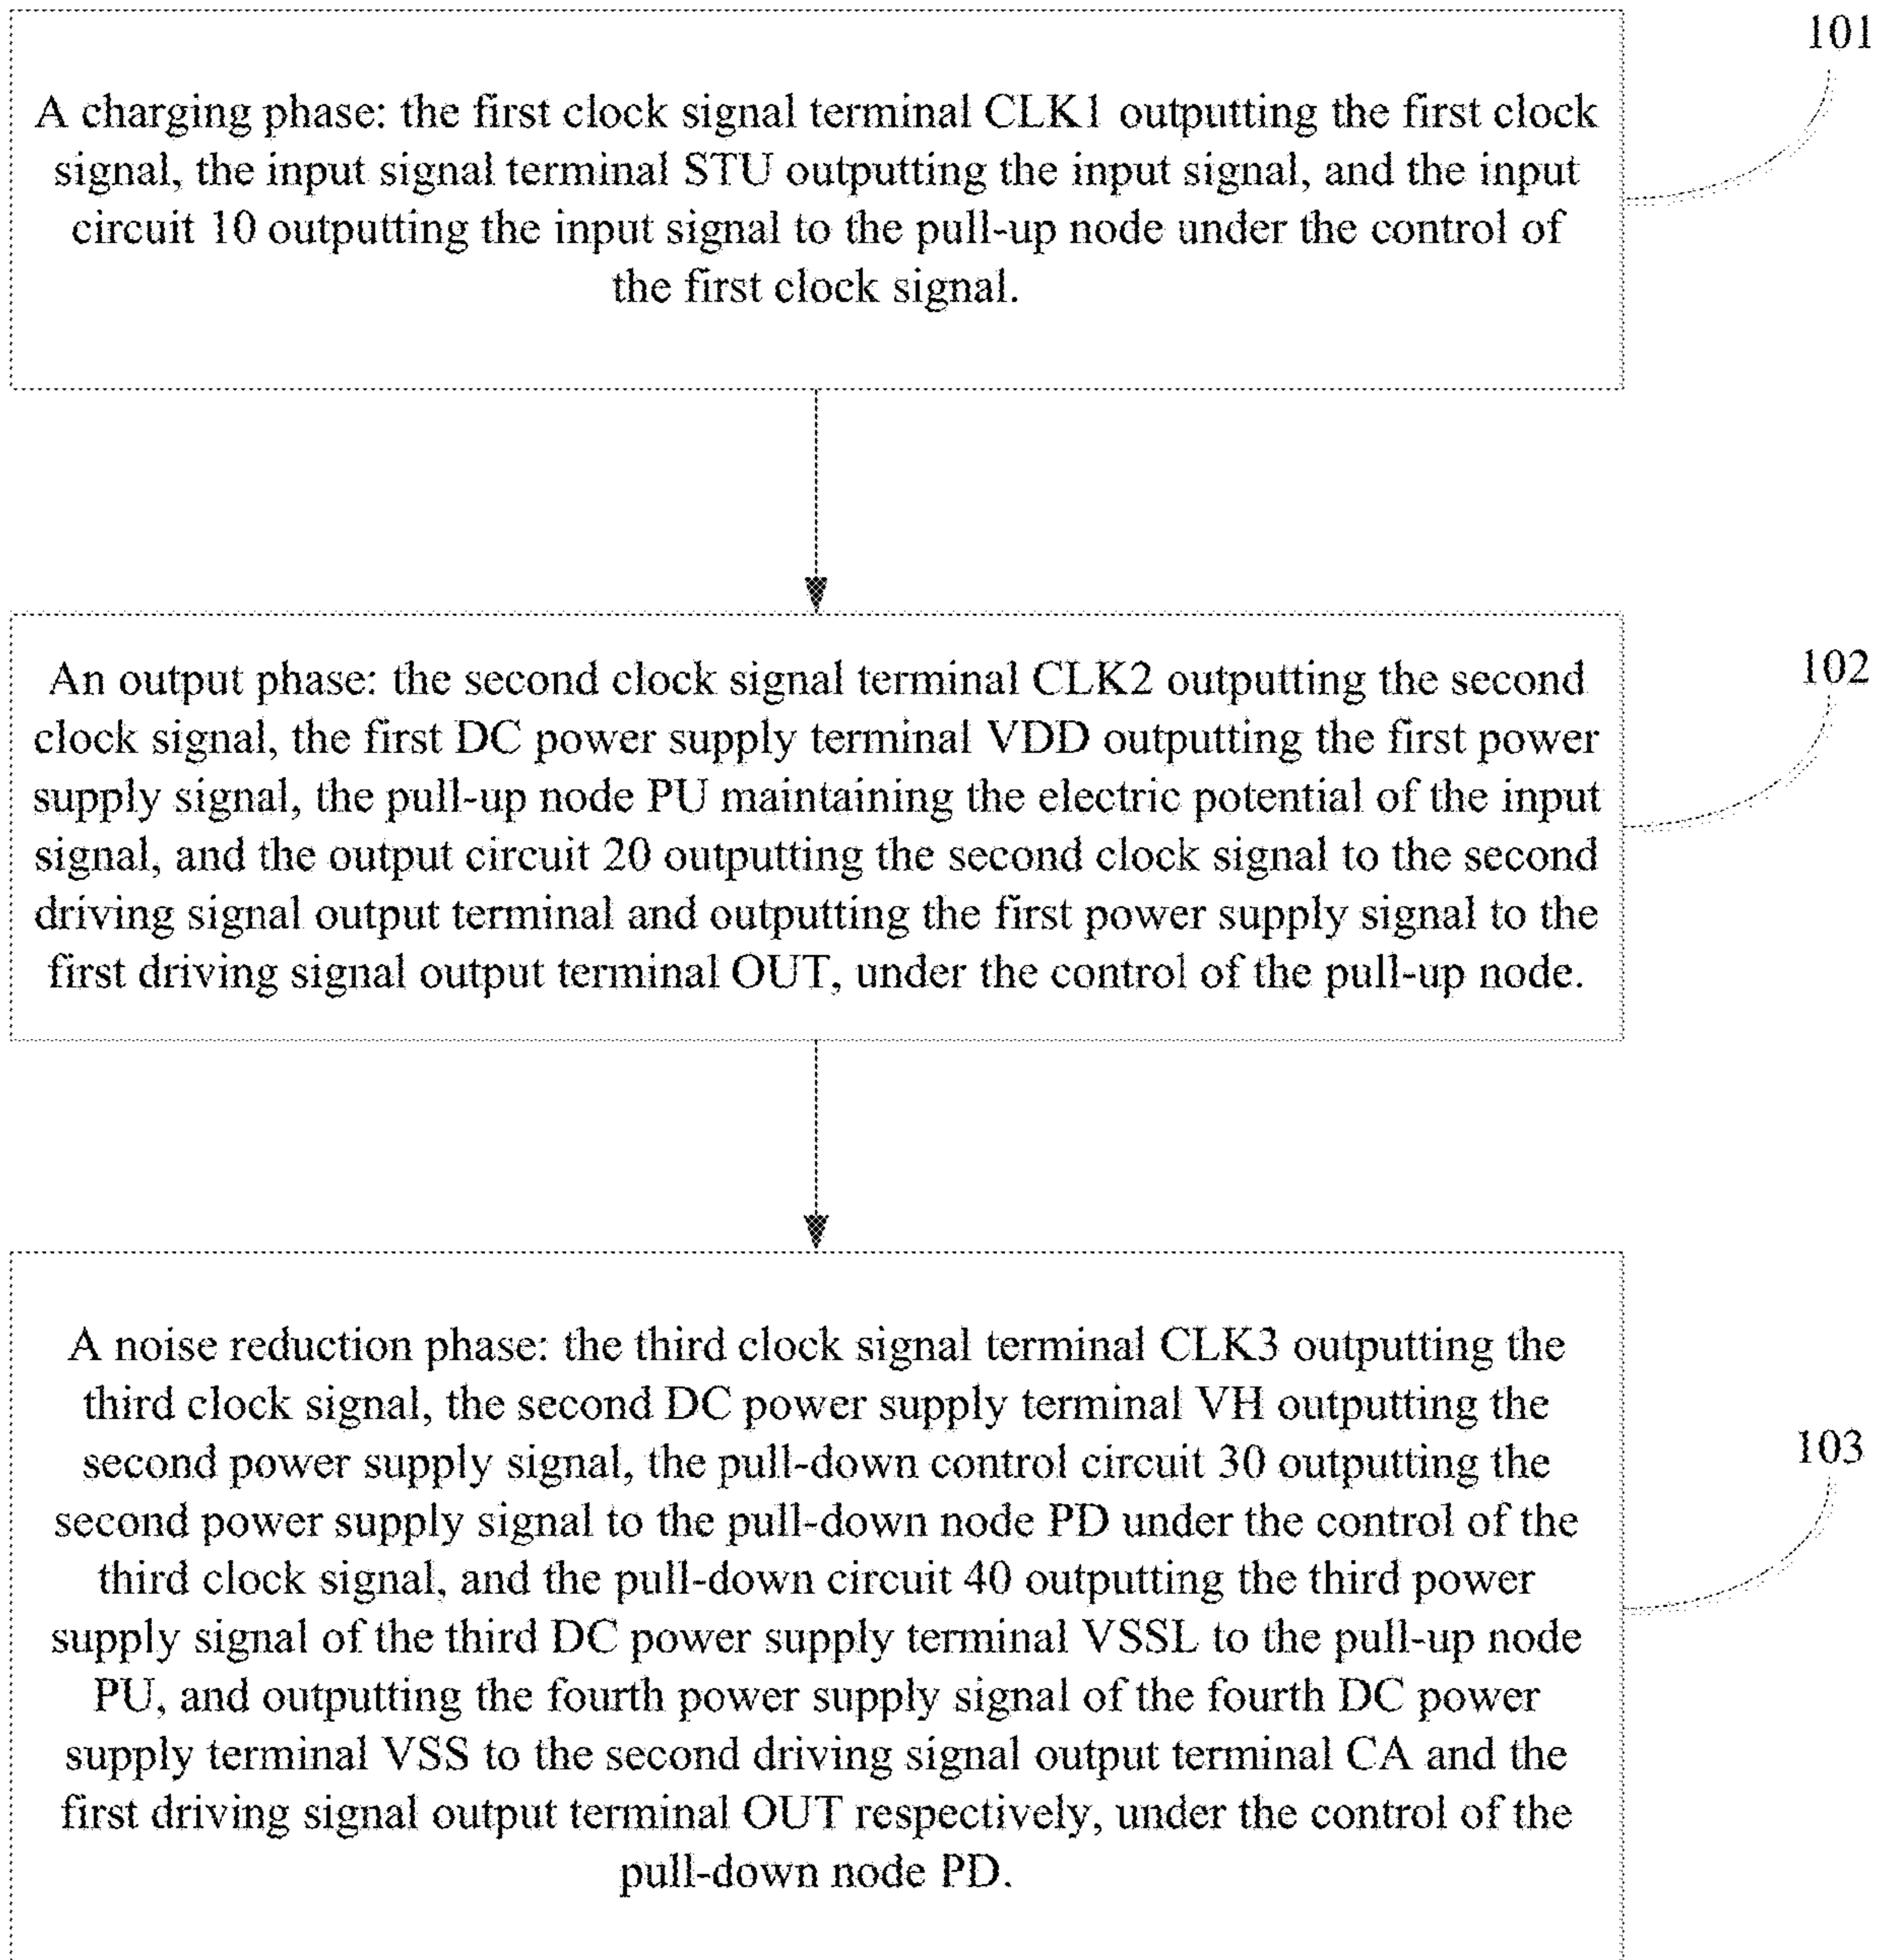 101
A charging phase: the first clock signal terminal CLK1 outputting the first clock
signal, the input signal terminal STU outputting the input signal, and the input
circuit 10 outputting the input signal to the pull-up node under the control of
the first clock signal.
102
An output phase: the second clock signal terminal CLK2 outputting the second
clock signal, the first DC power supply terminal VDD outputting the first power
supply signal, the pull-up node PU maintaining the electric potential of the input
signal, and the output circuit 20 outputting the second clock signal to the second
driving signal output terminal and outputting the first power supply signal to the
first driving signal output terminal OUT, under the control of the pull-up node.
103
A noise reduction phase: the third clock signal terminal CLK3 outputting the
third clock signal, the second DC power supply terminal VH outputting the
second power supply signal, the pull-down control circuit 30 outputting the
second power supply signal to the pull-down node PD under the control of the
third clock signal, and the pull-down circuit 40 outputting the third power
supply signal of the third DC power supply terminal VSSL to the pull-up node
PU, and outputting the fourth power supply signal of the fourth DC power
supply terminal VSS to the second driving signal output terminal CA and the
first driving signal output terminal OUT respectively, under the control of the
pull-down node PD.